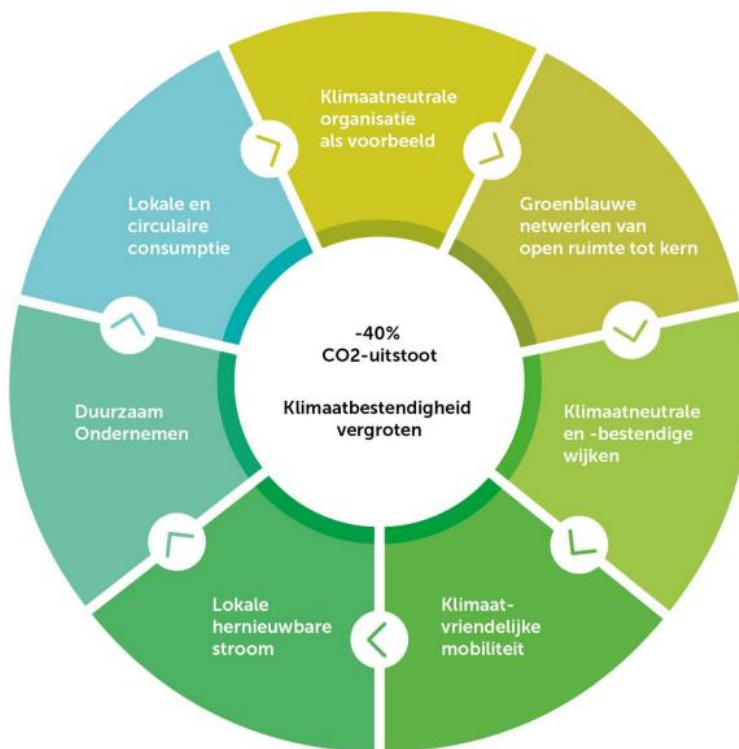 Klimaatneutrale
organisatie
als voorbeeld
Groenblauwe
netwerken van
open ruimte tot kern
Klimaatneutrale
en -bestendige
wijken
Klimaat-
vriendelijke
mobiliteit
Lokale
hernieuwbare
stroom
Duurzaam
Ondernemen
Lokale en
circulaire
consumptie
-40%
CO2-uitstoot
Klimaatbestendigheid
vergroten